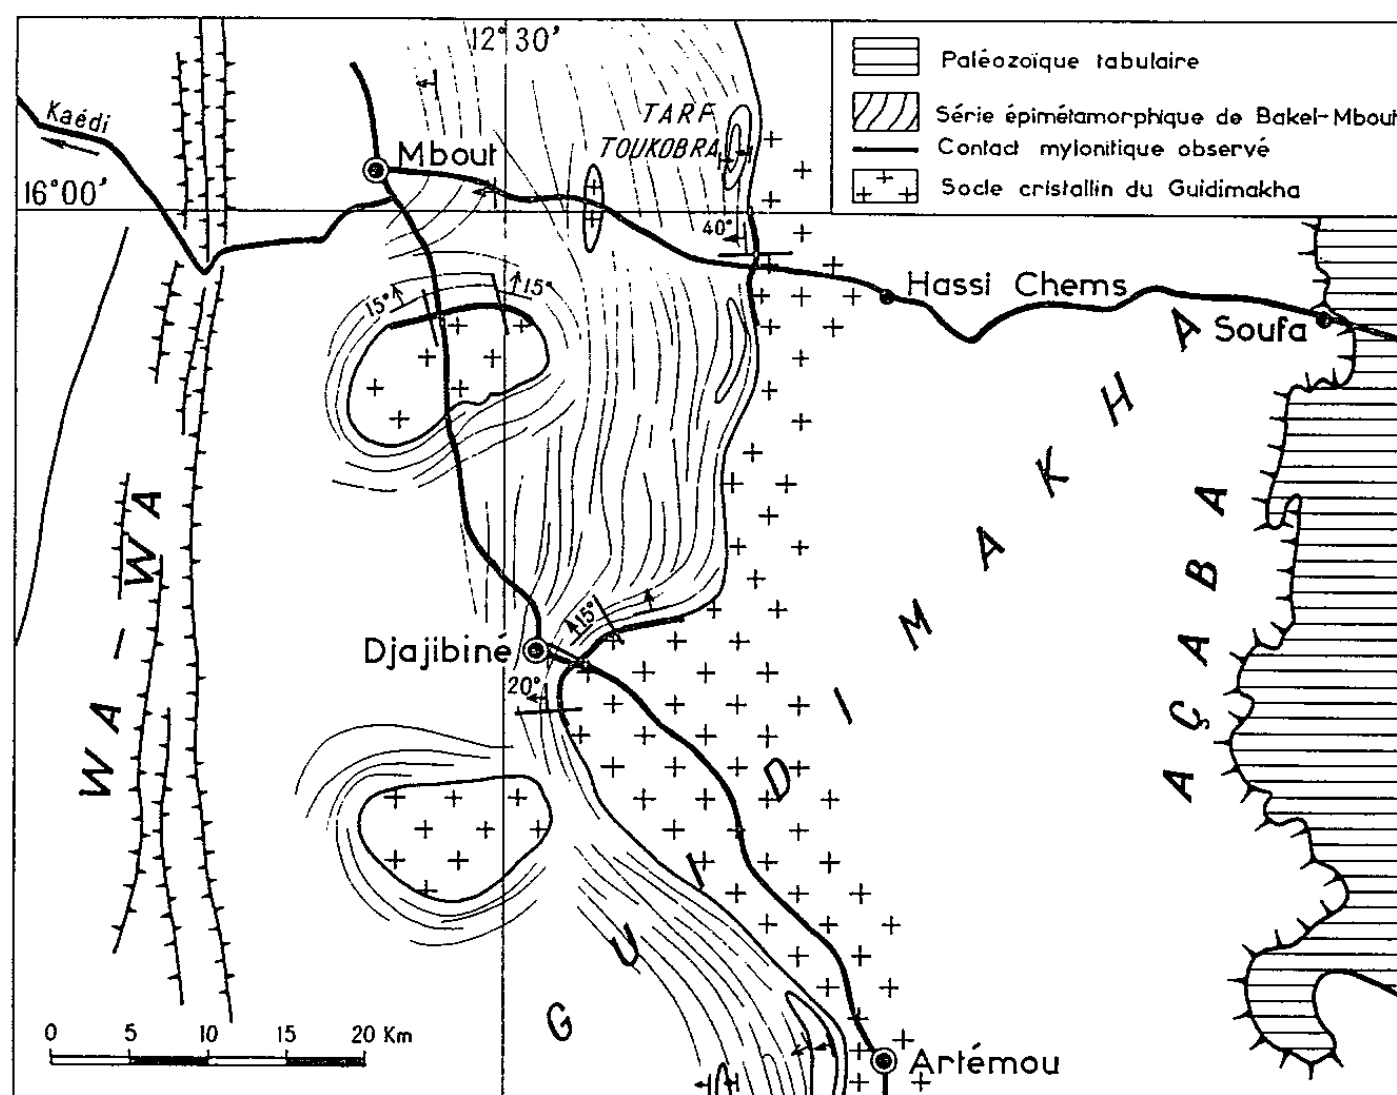 12°30'
Paléozoïque tabulaire
Kaédi
TARF
TOUKOBRA
Série épimétamorphique de Bakel-Mbout
Mbout
Contact mylonitique observé
16°00'
Socle cristallin du Guidimakha
40°
15°
15°
Hassi Chems
Soufa
WA-WA
GUIDIMAKHA
AÇABA
15°
Djajibiné
20°
0 5 10 15 20 Km
Artémou